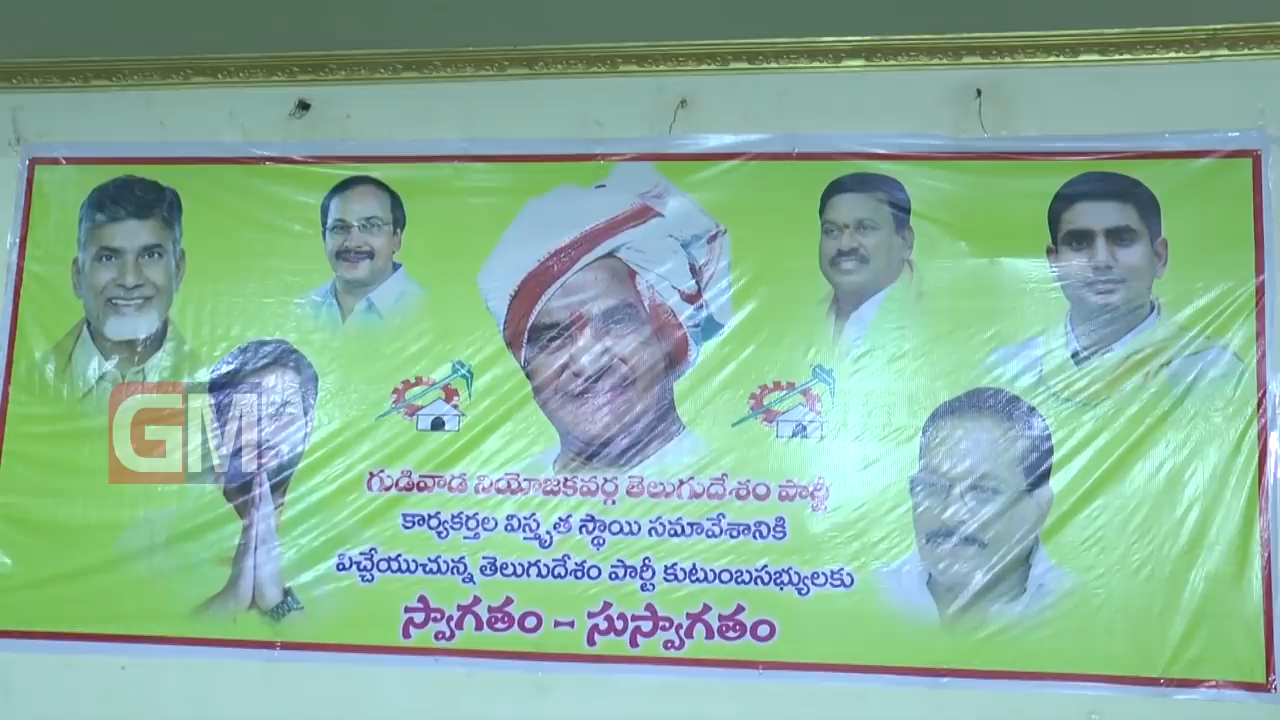 GM
గుడివాడ నియోజకవర్గ తెలుగుదేశం పార్టీ
కార్యకర్తల విస్తృత స్థాయి సమావేశానికి
విచ్చేయుచున్న తెలుగుదేశం పార్టీ కుటుంబసభ్యులకు
స్వాగతం - సుస్వాగతం